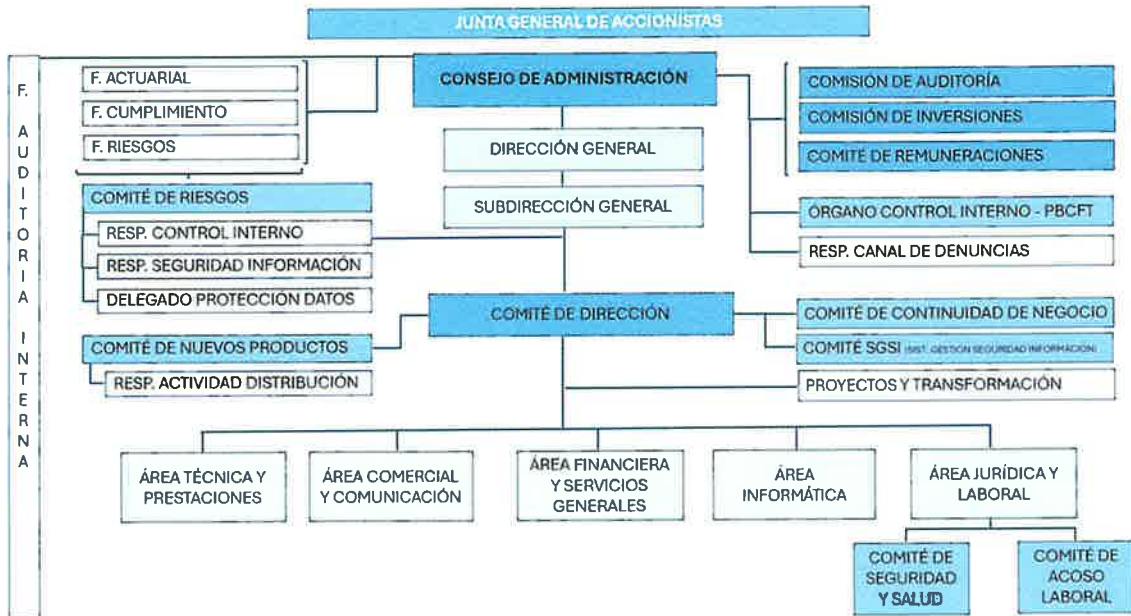 JUNTA GENERAL DE ACCIONISTAS
F. AUDITORIA INTERNA
F. ACTUARIAL
F. CUMPLIMIENTO
F. RIESGOS
CONSEJO DE ADMINISTRACIÓN
COMISIÓN DE AUDITORÍA
COMISIÓN DE INVERSIONES
COMITÉ DE REMUNERACIONES
DIRECCIÓN GENERAL
SUBDIRECCIÓN GENERAL
COMITÉ DE RIESGOS
RESP. CONTROL INTERNO
RESP. SEGURIDAD INFORMACIÓN
DELEGADO PROTECCIÓN DATOS
ÓRGANO CONTROL INTERNO - PBCFT
RESP. CANAL DE DENUNCIAS
COMITÉ DE DIRECCIÓN
COMITÉ DE NUEVOS PRODUCTOS
RESP. ACTIVIDAD DISTRIBUCIÓN
COMITÉ DE CONTINUIDAD DE NEGOCIO
COMITÉ SGSI (SIST. GESTIÓN SEGURIDAD INFORMACIÓN)
PROYECTOS Y TRANSFORMACIÓN
ÁREA TÉCNICA Y
PRESTACIONES
ÁREA COMERCIAL
Y COMUNICACIÓN
ÁREA FINANCIERA
Y SERVICIOS
GENERALES
ÁREA
INFORMÁTICA
ÁREA JURÍDICA Y
LABORAL
COMITÉ DE
SEGURIDAD
Y SALUD
COMITÉ DE
ACOSO
LABORAL